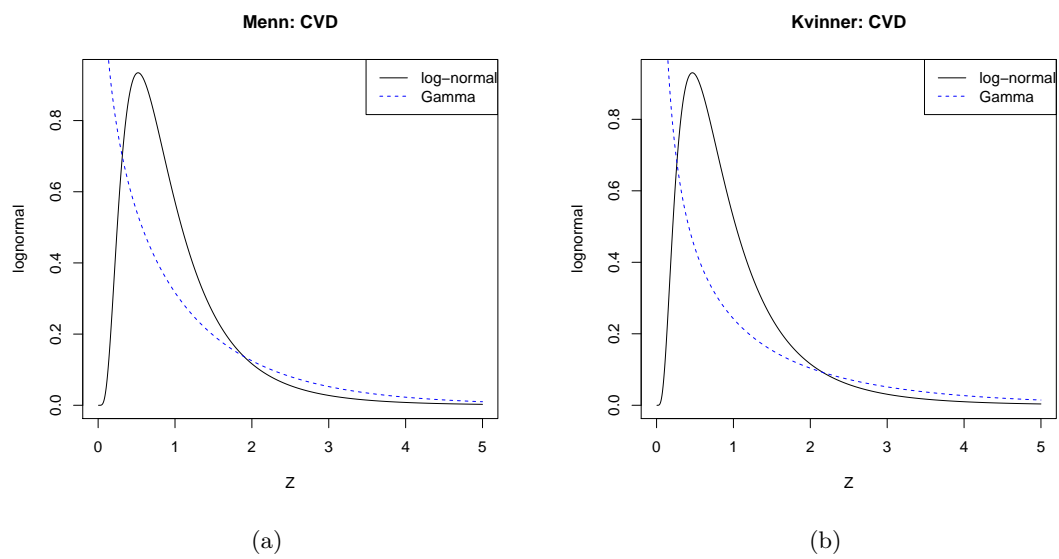 Menn: CVD
log−normal
Gamma
lognormal
0.0
0.2
0.4
0.6
0.8
0 1 2 3 4 5
Z
(a)
Kvinner: CVD
log−normal
Gamma
lognormal
0.0
0.2
0.4
0.6
0.8
0 1 2 3 4 5
Z
(b)